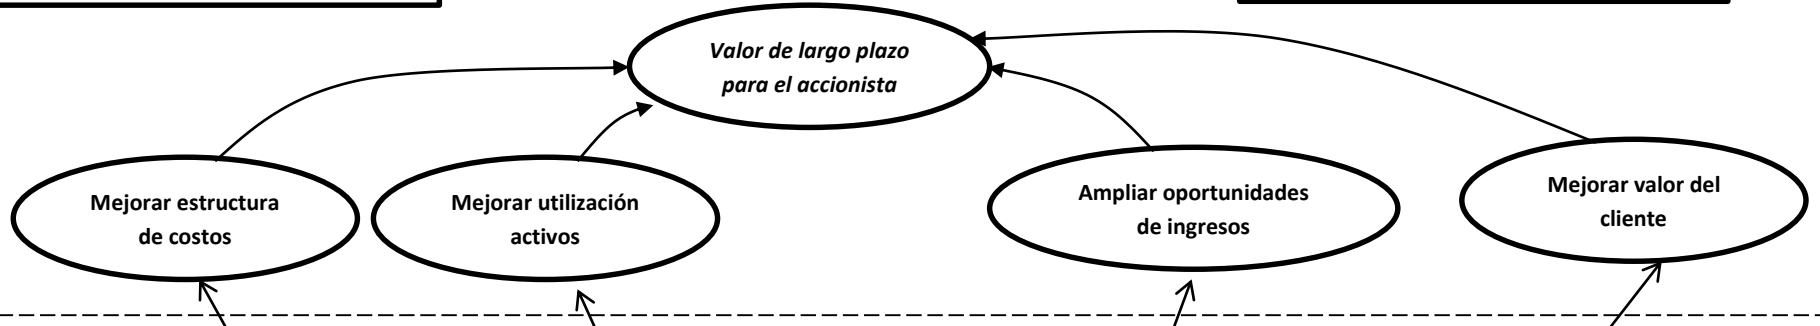 Valor de largo plazo
para el accionista
Mejorar estructura
de costos
Mejorar utilización
activos
Ampliar oportunidades
de ingresos
Mejorar valor del
cliente